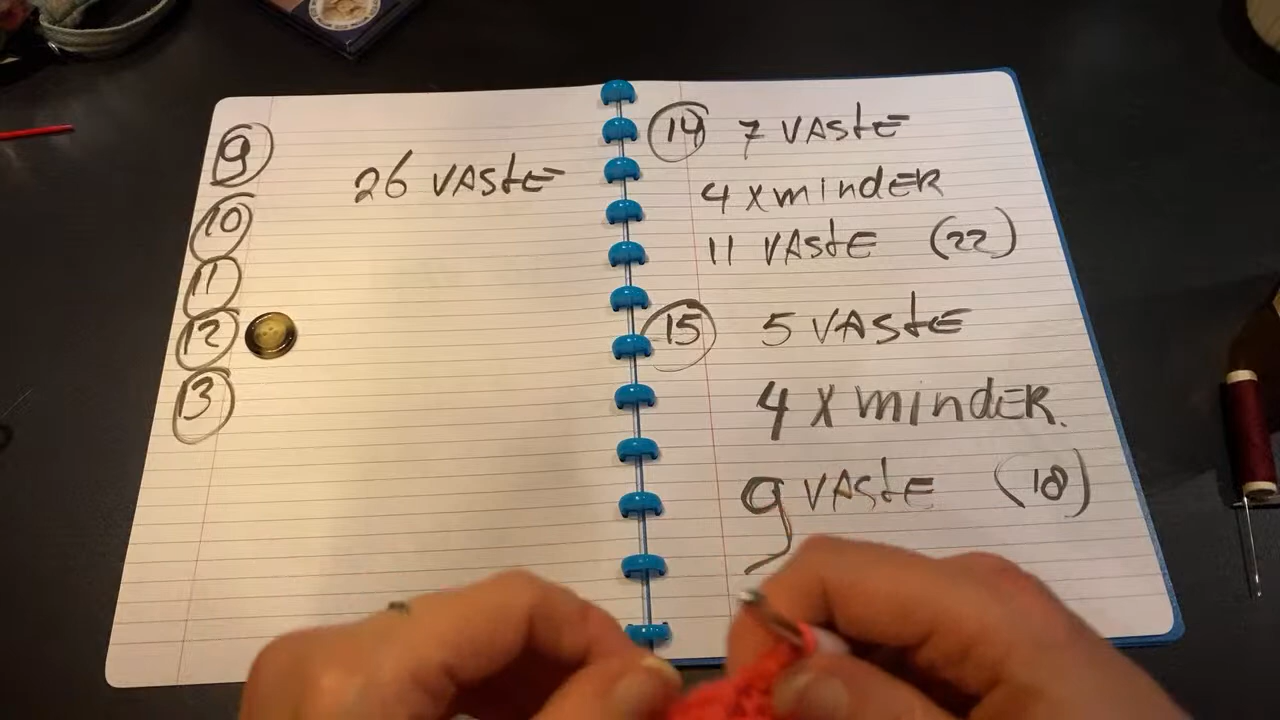 9
26 VASTE
10
11
12
3
14 7 VASTE
4 X mindER
11 VASTE (22)
15 5 VASTE
4 X mindER.
9 VASTE (18)